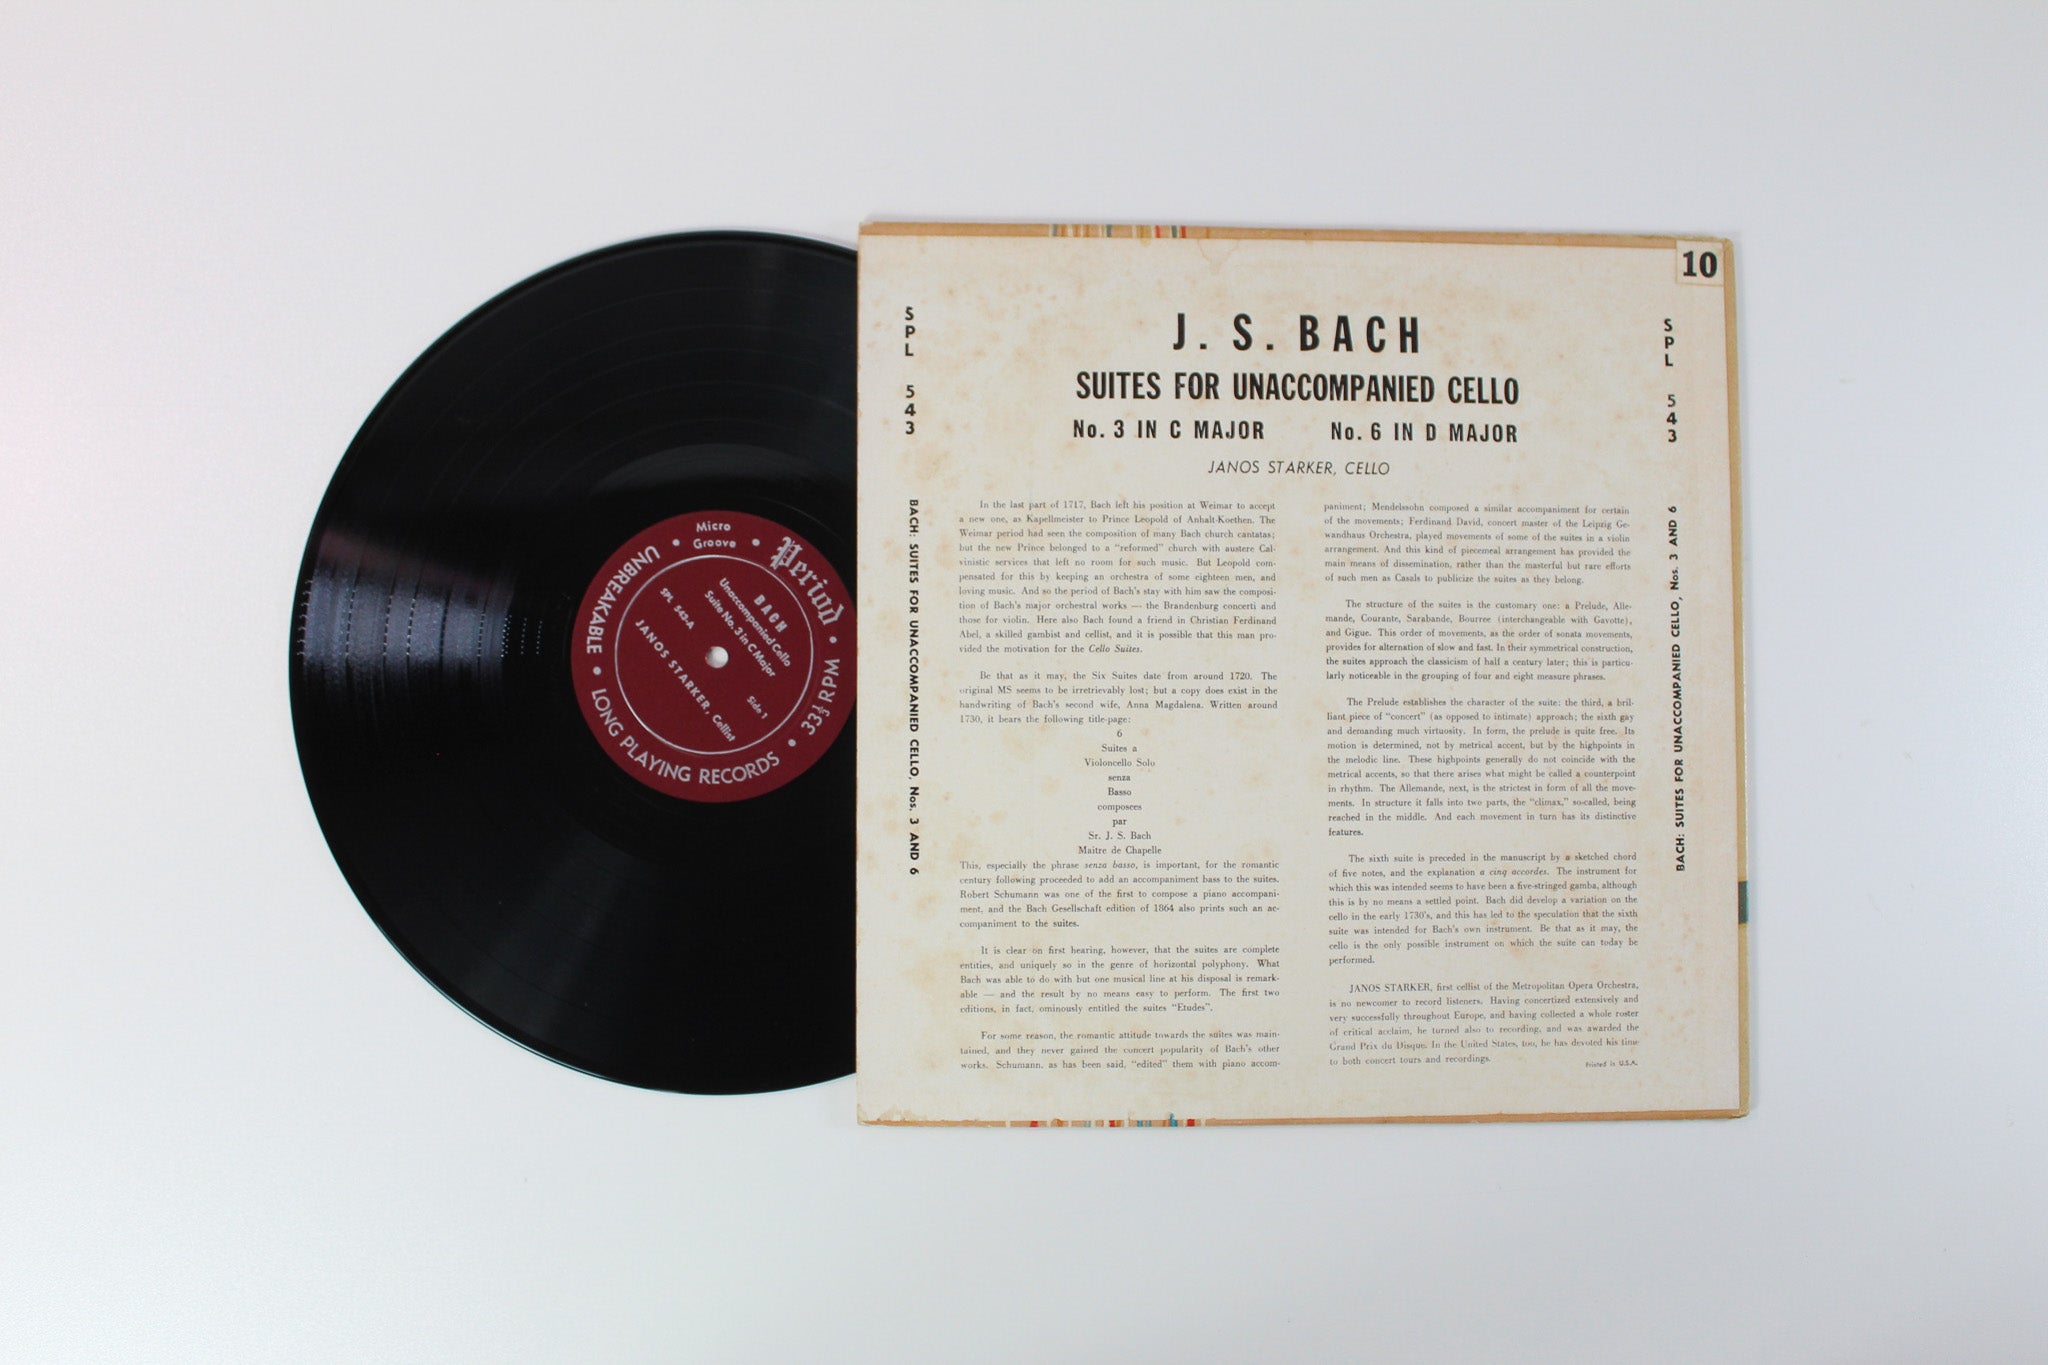 Micro
Groove
Period
33⅓ RPM
LONG PLAYING RECORDS
UNBREAKABLE
BACH
Unaccompanied Cello
Suite No. 3 in C Major
SPL 543-A
Side 1
JANOS STARKER, Cellist
10
SPL 543
BACH: SUITES FOR UNACCOMPANIED CELLO, Nos. 3 AND 6
J. S. BACH
SUITES FOR UNACCOMPANIED CELLO
No. 3 IN C MAJOR No. 6 IN D MAJOR
JANOS STARKER, CELLO
In the last part of 1717, Bach left his position at Weimar to accept
a new one, as Kapellmeister to Prince Leopold of Anhalt-Koethen. The
Weimar period had seen the composition of many Bach church cantatas;
but the new Prince belonged to a "reformed" church with austere Cal-
vinistic services that left no room for such music. But Leopold com-
pensated for this by keeping an orchestra of some eighteen men, and
loving music. And so the period of Bach's stay with him saw the composi-
tion of Bach's major orchestral works — the Brandenburg concerti and
those for violin. Here also Bach found a friend in Christian Ferdinand
Abel, a skilled gambist and cellist, and it is possible that this man pro-
vided the motivation for the Cello Suites.
Be that as it may, the Six Suites date from around 1720. The
original MS seems to be irretrievably lost; but a copy does exist in the
handwriting of Bach's second wife, Anna Magdalena. Written around
1730, it bears the following title-page:
6
Suites a
Violoncello Solo
senza
Basso
composees
par
Sr. J. S. Bach
Maitre de Chapelle
This, especially the phrase senza basso, is important, for the romantic
century following proceeded to add an accompaniment bass to the suites.
Robert Schumann was one of the first to compose a piano accompani-
ment, and the Bach Gesellschaft edition of 1864 also prints such an ac-
companiment to the suites.
It is clear on first hearing, however, that the suites are complete
entities, and uniquely so in the genre of horizontal polyphony. What
Bach was able to do with but one musical line at his disposal is remark-
able — and the result by no means easy to perform. The first two
editions, in fact, ominously entitled the suites "Etudes".
For some reason, the romantic attitude towards the suites was main-
tained, and they never gained the concert popularity of Bach's other
works. Schumann, as has been said, "edited" them with piano accom-
paniment; Mendelssohn composed a similar accompaniment for certain
of the movements; Ferdinand David, concert master of the Leipzig Ge-
wandhaus Orchestra, played movements of some of the suites in a violin
arrangement. And this kind of piecemeal arrangement has provided the
main means of dissemination, rather than the masterful but rare efforts
of such men as Casals to publicize the suites as they belong.
The structure of the suites is the customary one: a Prelude, Alle-
mande, Courante, Sarabande, Bourree (interchangeable with Gavotte),
and Gigue. This order of movements, as the order of sonata movements,
provides for alternation of slow and fast. In their symmetrical construction,
the suites approach the classicism of half a century later; this is particu-
larly noticeable in the grouping of four and eight measure phrases.
The Prelude establishes the character of the suite: the third, a bril-
liant piece of "concert" (as opposed to intimate) approach; the sixth gay
and demanding much virtuosity. In form, the prelude is quite free. Its
motion is determined, not by metrical accent, but by the highpoints in
the melodic line. These highpoints generally do not coincide with the
metrical accents, so that there arises what might be called a counterpoint
in rhythm. The Allemande, next, is the strictest in form of all the move-
ments. In structure it falls into two parts, the "climax," so-called, being
reached in the middle. And each movement in turn has its distinctive
features.
The sixth suite is preceded in the manuscript by a sketched chord
of five notes, and the explanation a cinq accordes. The instrument for
which this was intended seems to have been a five-stringed gamba, although
this is by no means a settled point. Bach did develop a variation on the
cello in the early 1730's, and this has led to the speculation that the sixth
suite was intended for Bach's own instrument. Be that as it may, the
cello is the only possible instrument on which the suite can today be
performed.
JANOS STARKER, first cellist of the Metropolitan Opera Orchestra,
is no newcomer to record listeners. Having concertized extensively and
very successfully throughout Europe, and having collected a whole roster
of critical acclaim, he turned also to recording, and was awarded the
Grand Prix du Disque. In the United States, too, he has devoted his time
to both concert tours and recordings.
Printed in U.S.A.
SPL 543
BACH: SUITES FOR UNACCOMPANIED CELLO, Nos. 3 AND 6